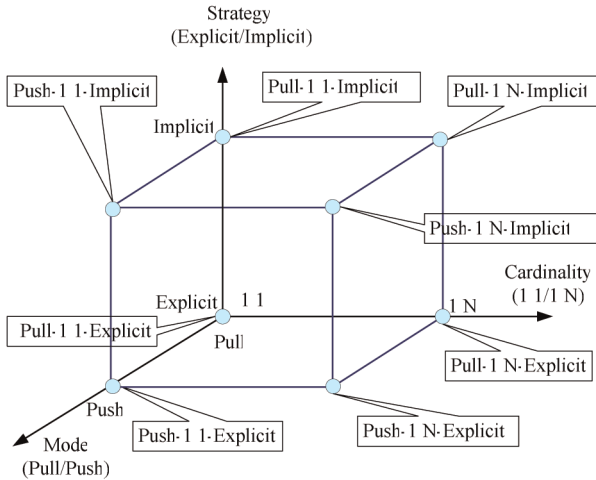 Strategy
(Explicit/Implicit)
Push-1 1-Implicit
Pull-1 1-Implicit
Pull-1 N-Implicit
Implicit
Push-1 N-Implicit
Cardinality
(1 1/1 N)
Explicit
1 1
1 N
Pull-1 1-Explicit
Pull
Pull-1 N-Explicit
Push
Push-1 1-Explicit
Push-1 N-Explicit
Mode
(Pull/Push)